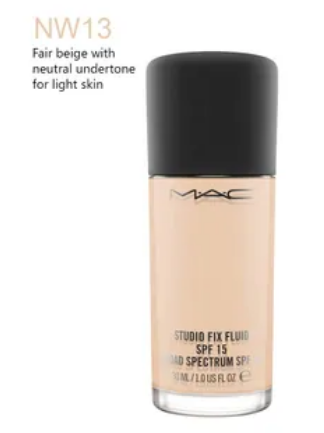 NW13
Fair beige with
neutral undertone
for light skin
MAC
STUDIO FIX FLUID
SPF 15
BROAD SPECTRUM SPF
ML / 1.0 US FL OZ ℮